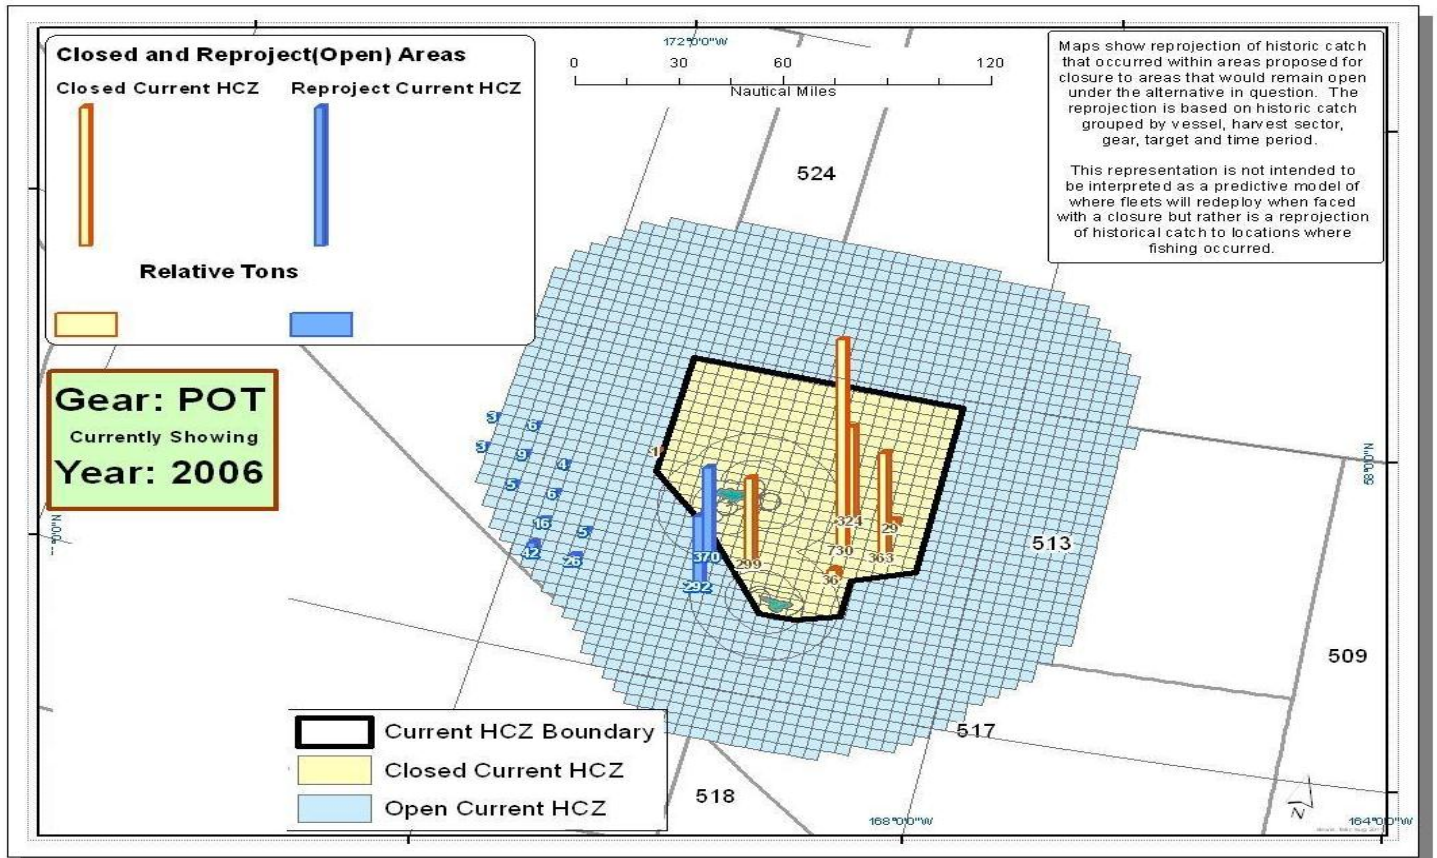 Closed and Reproject(Open) Areas
Closed Current HCZ
Reproject Current HCZ
Relative Tons
Gear: POT
Currently Showing
Year: 2006
172°0'0"W
0 30 60 120
Nautical Miles
Maps show reprojection of historic catch
that occurred within areas proposed for
closure to areas that would remain open
under the alternative in question. The
reprojection is based on historic catch
grouped by vessel, harvest sector,
gear, target and time period.
This representation is not intended to
be interpreted as a predictive model of
where fleets will redeploy when faced
with a closure but rather is a reprojection
of historical catch to locations where
fishing occurred.
524
3
6
3
9
4
5
6
16
5
42
26
1
370
292
299
324
730
29
363
36
513
58°0'0"N
509
517
518
Current HCZ Boundary
Closed Current HCZ
Open Current HCZ
168°0'0"W
164°0'0"W
N